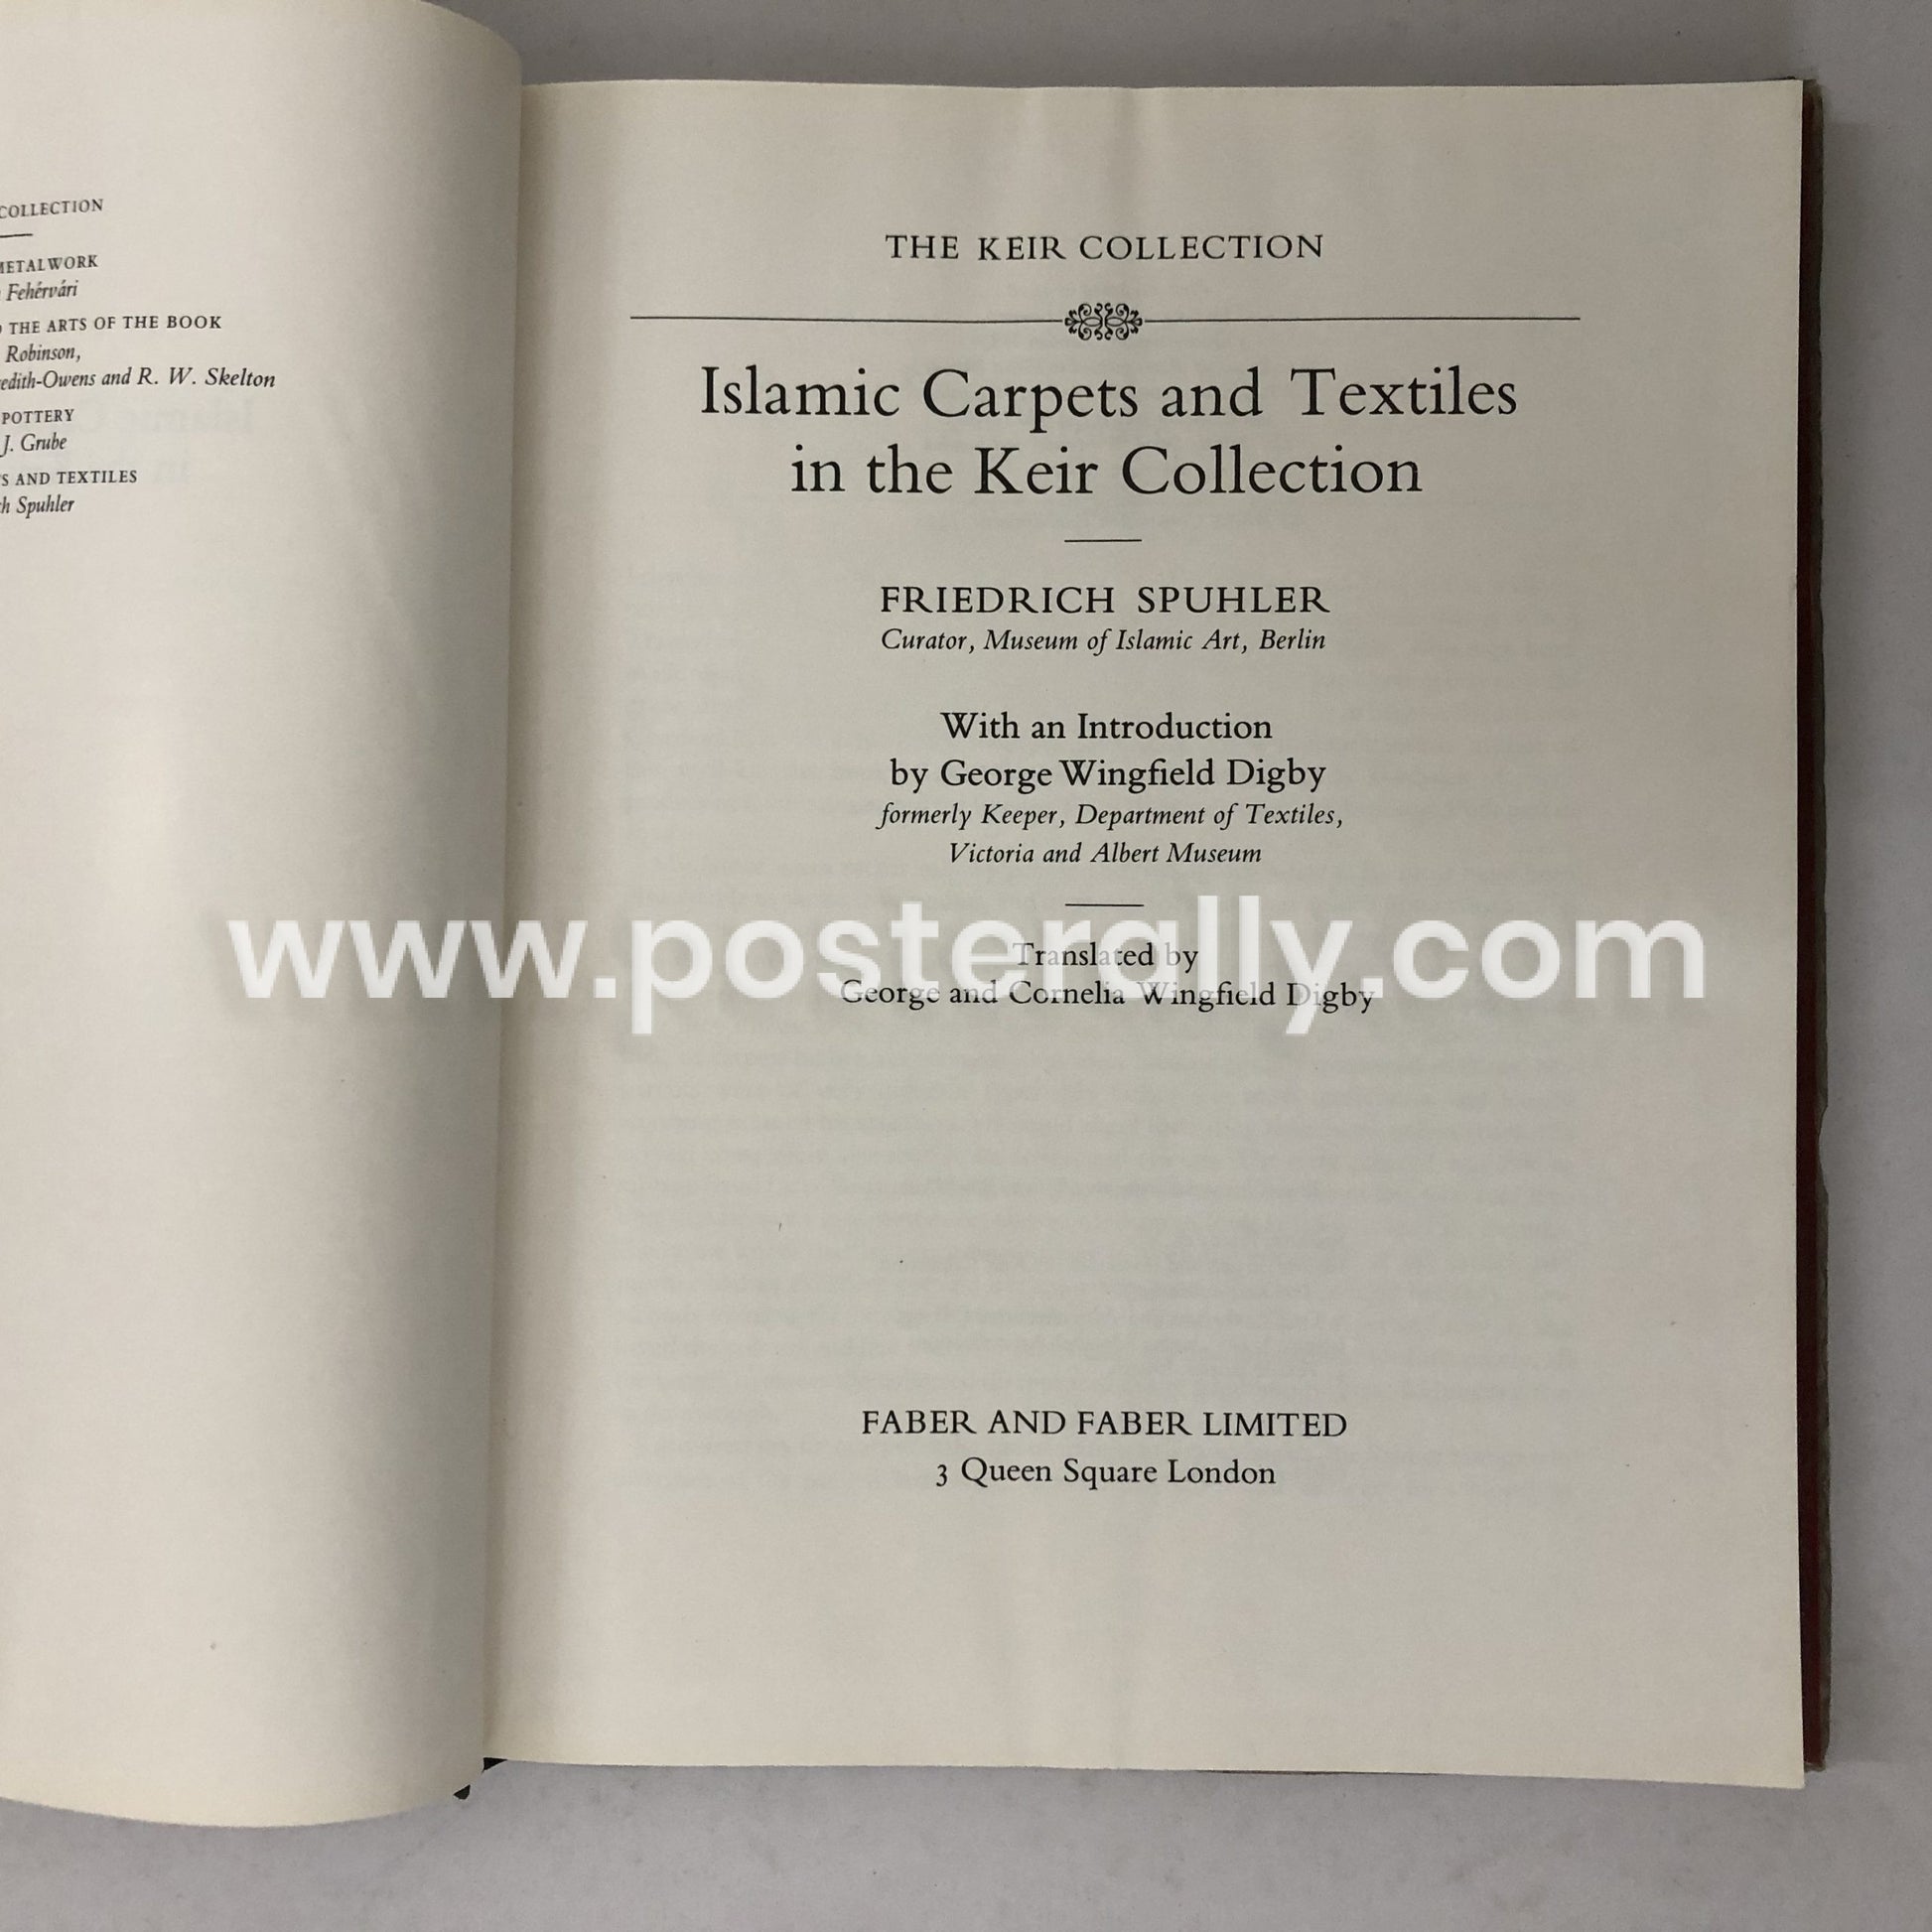 COLLECTION
METALWORK
Fehérvári
THE ARTS OF THE BOOK
Robinson,
edith-Owens and R. W. Skelton
POTTERY
J. Grube
S AND TEXTILES
h Spuhler
THE KEIR COLLECTION
Islamic Carpets and Textiles
in the Keir Collection
FRIEDRICH SPUHLER
Curator, Museum of Islamic Art, Berlin
With an Introduction
by George Wingfield Digby
formerly Keeper, Department of Textiles,
Victoria and Albert Museum
www.posterally.com
Translated by
George and Cornelia Wingfield Digby
FABER AND FABER LIMITED
3 Queen Square London